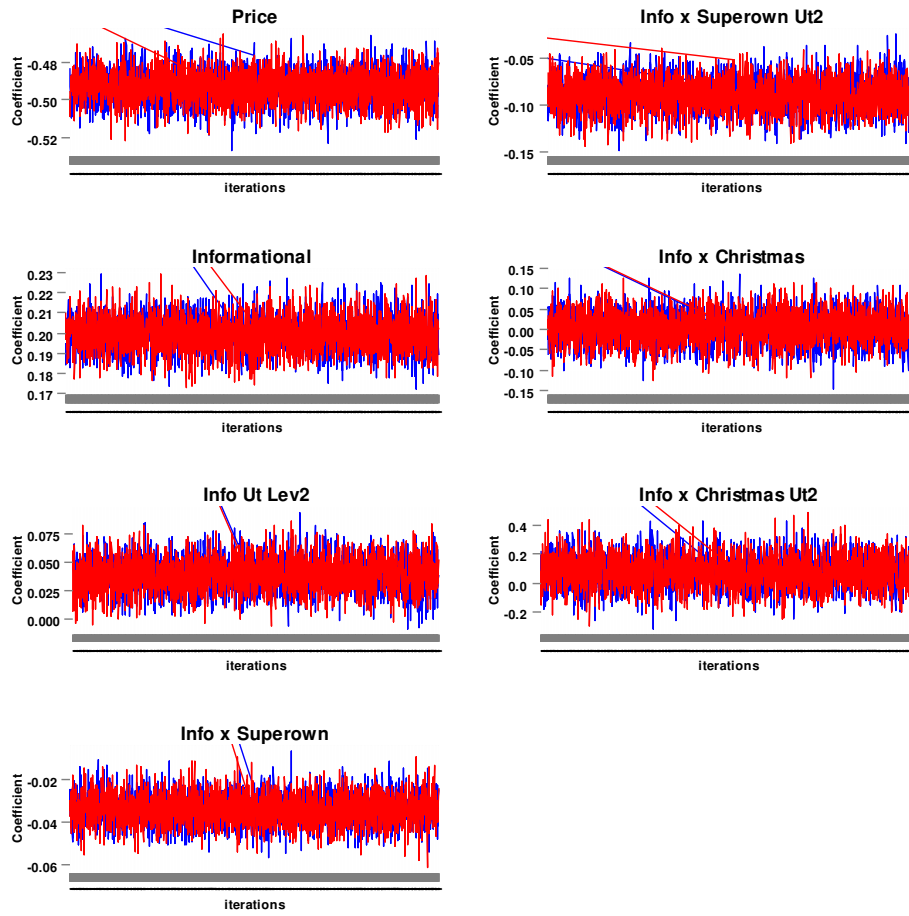 Price
Coefficient
-0.48
-0.50
-0.52
iterations
Info x Superown Ut2
Coefficient
-0.05
-0.10
-0.15
iterations
Informational
Coefficient
0.23
0.22
0.21
0.20
0.19
0.18
0.17
iterations
Info x Christmas
Coefficient
0.15
0.10
0.05
0.00
-0.05
-0.10
-0.15
iterations
Info Ut Lev2
Coefficient
0.075
0.050
0.025
0.000
iterations
Info x Christmas Ut2
Coefficient
0.4
0.2
0.0
-0.2
iterations
Info x Superown
Coefficient
-0.02
-0.04
-0.06
iterations